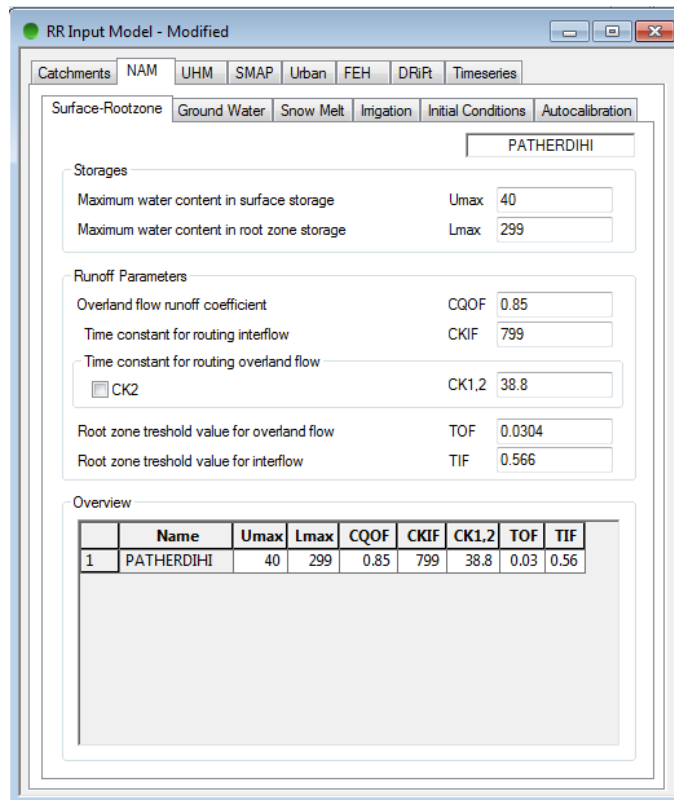 RR Input Model - Modified
Catchments NAM UHM SMAP Urban FEH DRiFt Timeseries
Surface-Rootzone Ground Water Snow Melt Irrigation Initial Conditions Autocalibration
PATHERDIHI
Storages
Maximum water content in surface storage Umax 40
Maximum water content in root zone storage Lmax 299
Runoff Parameters
Overland flow runoff coefficient CQOF 0.85
Time constant for routing interflow CKIF 799
Time constant for routing overland flow
CK2 CK1,2 38.8
Root zone treshold value for overland flow TOF 0.0304
Root zone treshold value for interflow TIF 0.566
Overview
Name Umax Lmax CQOF CKIF CK1,2 TOF TIF
1 PATHERDIHI 40 299 0.85 799 38.8 0.03 0.56